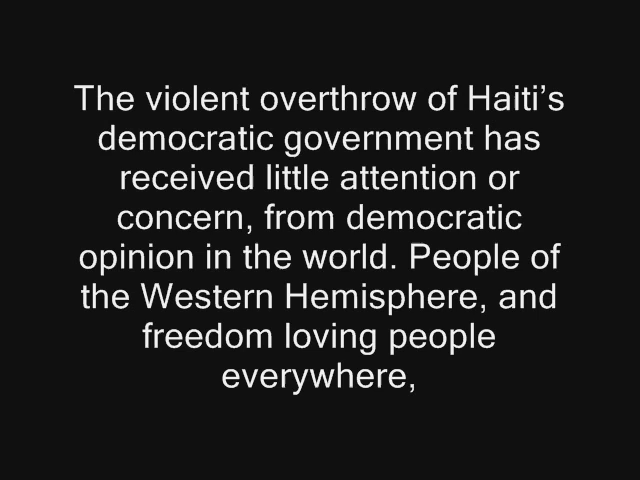 The violent overthrow of Haiti’s
democratic government has
received little attention or
concern, from democratic
opinion in the world. People of
the Western Hemisphere, and
freedom loving people
everywhere,